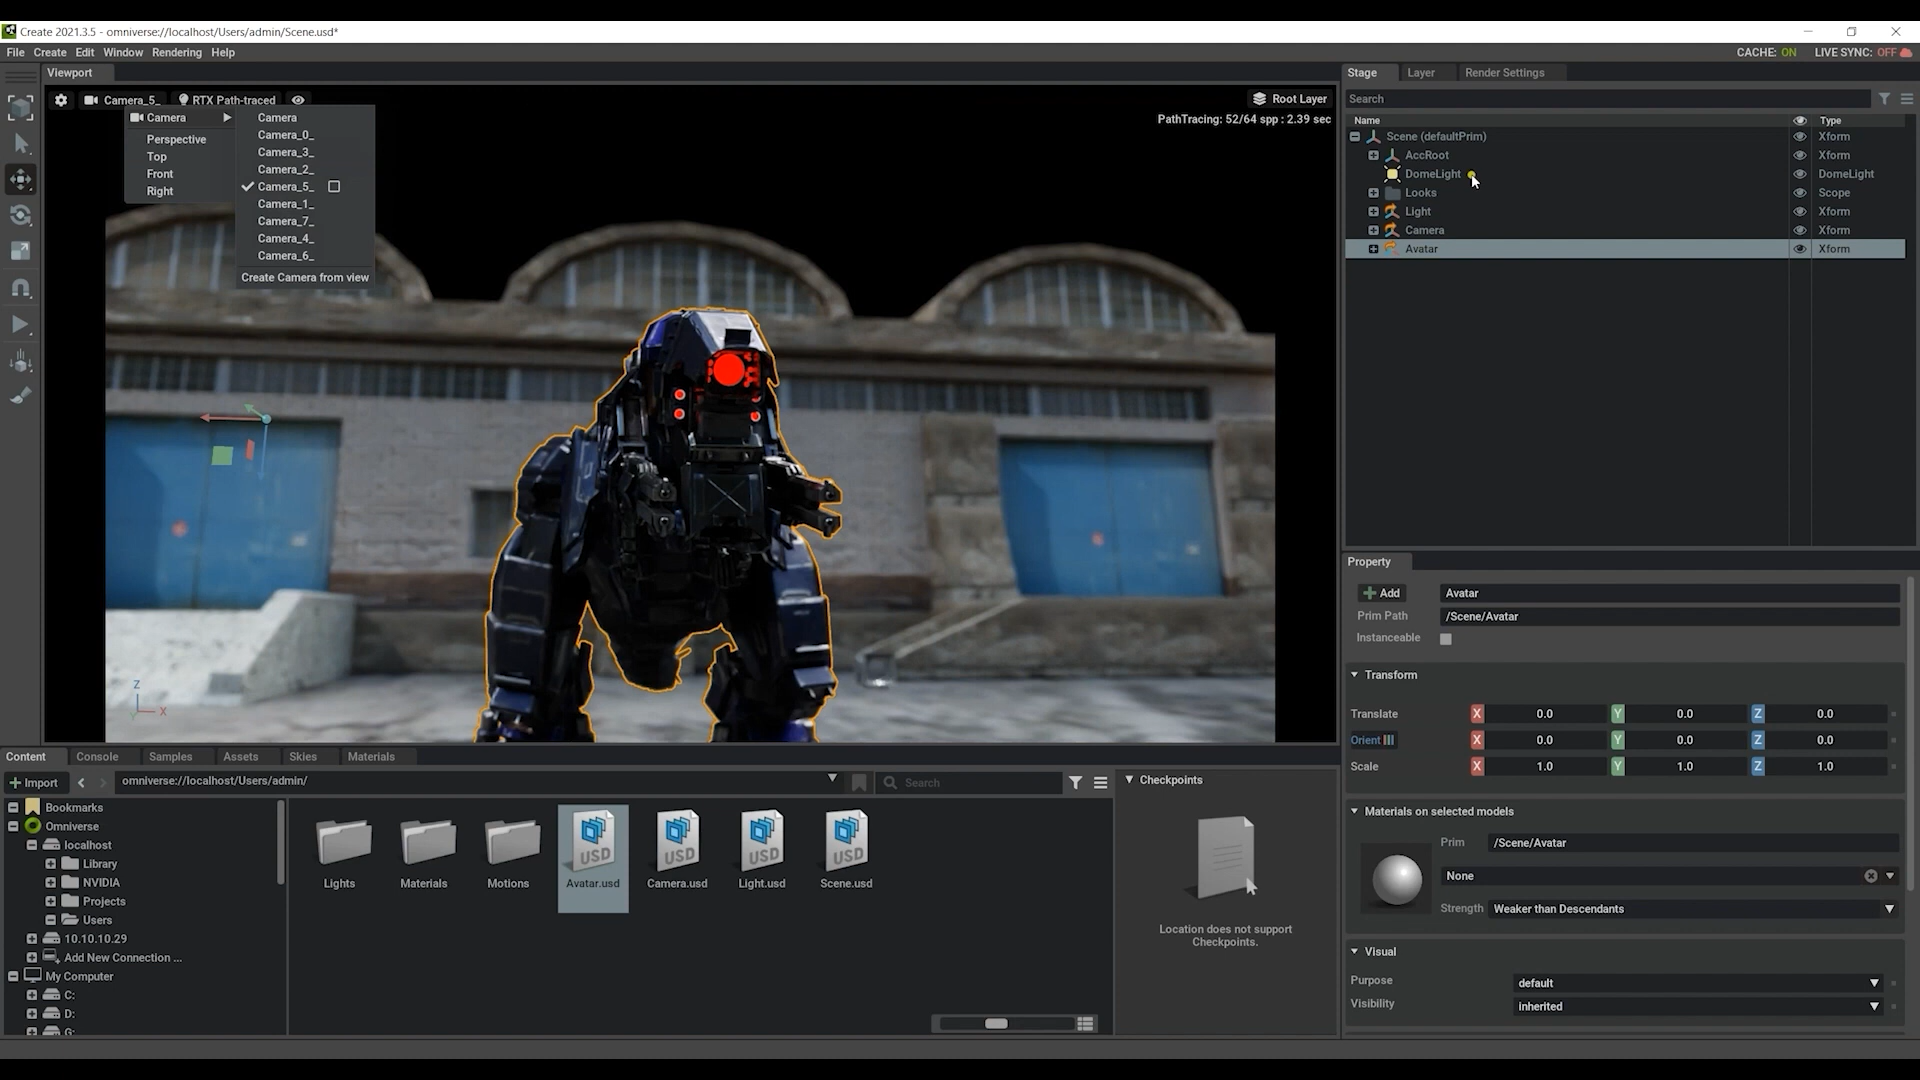 Create 2021.3.5 - omniverse://localhost/Users/admin/Scene.usd*
File Create Edit Window Rendering Help
CACHE: ON LIVE SYNC: OFF
Viewport
Camera_5_ RTX Path-traced
Root Layer
PathTracing: 52/64 spp : 2.39 sec
Camera
Perspective
Top
Front
Right
Camera
Camera_0_
Camera_3_
Camera_2_
Camera_5_
Camera_1_
Camera_7_
Camera_4_
Camera_6_
Create Camera from view
Z
X
Stage Layer Render Settings
Search
Name Type
Scene (defaultPrim) Xform
AccRoot Xform
DomeLight DomeLight
Looks Scope
Light Xform
Camera Xform
Avatar Xform
Property
Add Avatar
Prim Path /Scene/Avatar
Instanceable
Transform
Translate X 0.0 Y 0.0 Z 0.0
Orient X 0.0 Y 0.0 Z 0.0
Scale X 1.0 Y 1.0 Z 1.0
Materials on selected models
Prim /Scene/Avatar
None
Strength Weaker than Descendants
Visual
Purpose default
Visibility inherited
Content Console Samples Assets Skies Materials
Import omniverse://localhost/Users/admin/ Search
Bookmarks
Omniverse
localhost
Library
NVIDIA
Projects
Users
10.10.10.29
Add New Connection ...
My Computer
C:
D:
G:
USD USD USD USD
Lights Materials Motions Avatar.usd Camera.usd Light.usd Scene.usd
Checkpoints
Location does not support
Checkpoints.